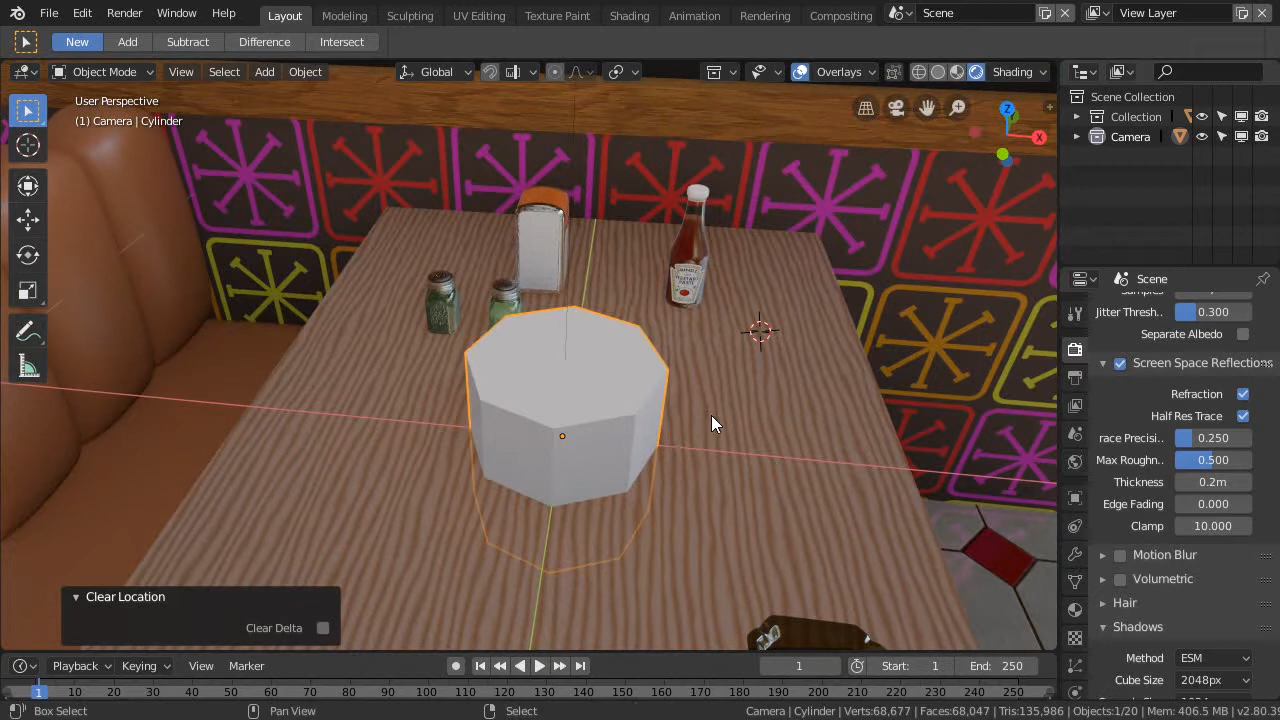 File Edit Render Window Help Layout Modeling Sculpting UV Editing Texture Paint Shading Animation Rendering Compositing Scene View Layer
New Add Subtract Difference Intersect
Object Mode View Select Add Object Global Overlays Shading
User Perspective
(1) Camera | Cylinder
Z
X
Scene Collection
Collection
Camera
Scene
Jitter Thresh.. 0.300
Separate Albedo
Screen Space Reflections
Refraction
Half Res Trace
race Precisi.. 0.250
Max Roughn.. 0.500
Thickness 0.2m
Edge Fading 0.000
Clamp 10.000
Motion Blur
Volumetric
Hair
Shadows
Method ESM
Cube Size 2048px
Clear Location
Clear Delta
Playback Keying View Marker 1 Start: 1 End: 250
1 10 20 30 40 50 60 70 80 90 100 110 120 130 140 150 160 170 180 190 200 210 220 230 240 250
Box Select Pan View Select Camera | Cylinder | Verts:68,677 | Faces:68,047 | Tris:135,986 | Objects:1/20 | Mem: 406.5 MB | v2.80.3